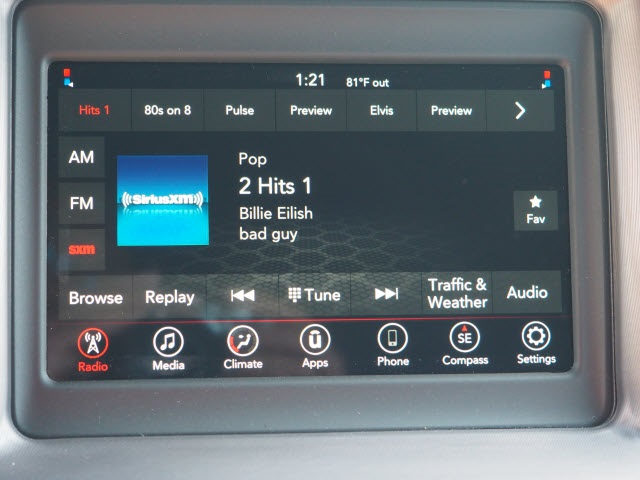 1:21 81°F out
Hits 1 80s on 8 Pulse Preview Elvis Preview
AM
FM
sxm
((SiriusXM))
Pop
2 Hits 1
Billie Eilish
bad guy
Fav
Browse Replay Tune Traffic & Weather Audio
Radio Media Climate Apps Phone SE Compass Settings